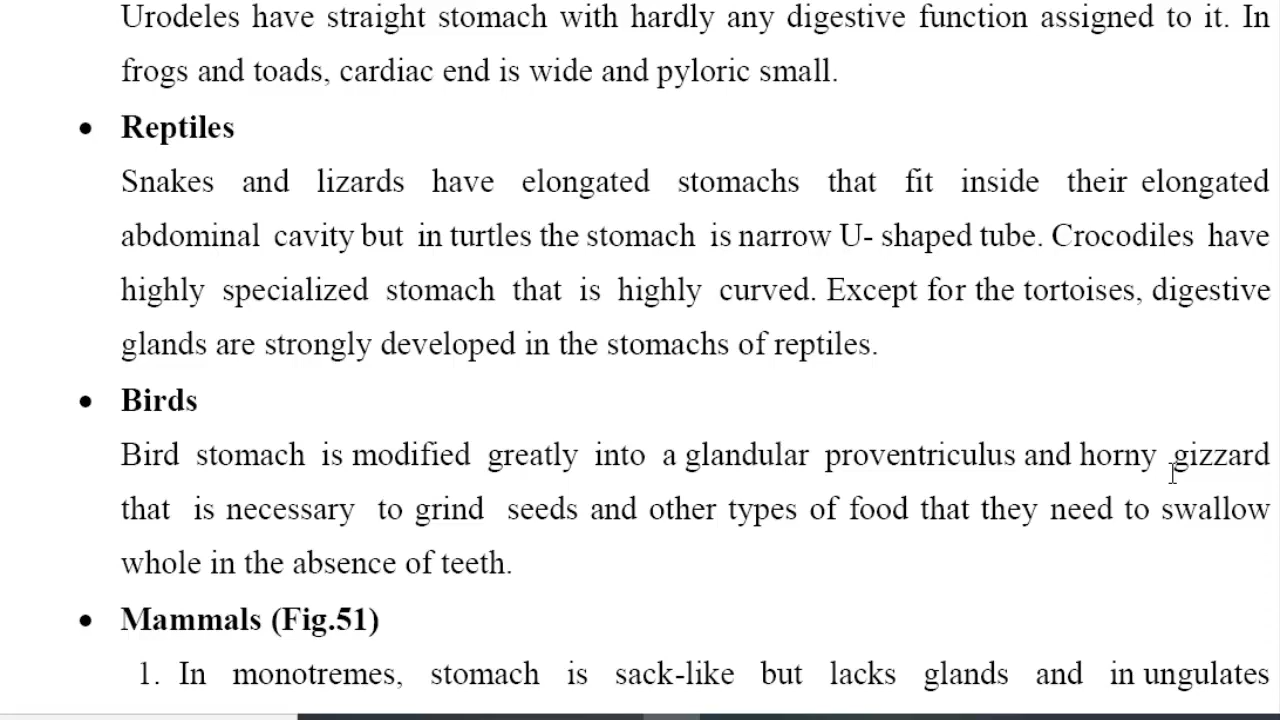 Urodeles have straight stomach with hardly any digestive function assigned to it. In
frogs and toads, cardiac end is wide and pyloric small.
• Reptiles
Snakes and lizards have elongated stomachs that fit inside their elongated
abdominal cavity but in turtles the stomach is narrow U- shaped tube. Crocodiles have
highly specialized stomach that is highly curved. Except for the tortoises, digestive
glands are strongly developed in the stomachs of reptiles.
• Birds
Bird stomach is modified greatly into a glandular proventriculus and horny gizzard
that is necessary to grind seeds and other types of food that they need to swallow
whole in the absence of teeth.
• Mammals (Fig.51)
1. In monotremes, stomach is sack-like but lacks glands and in ungulates